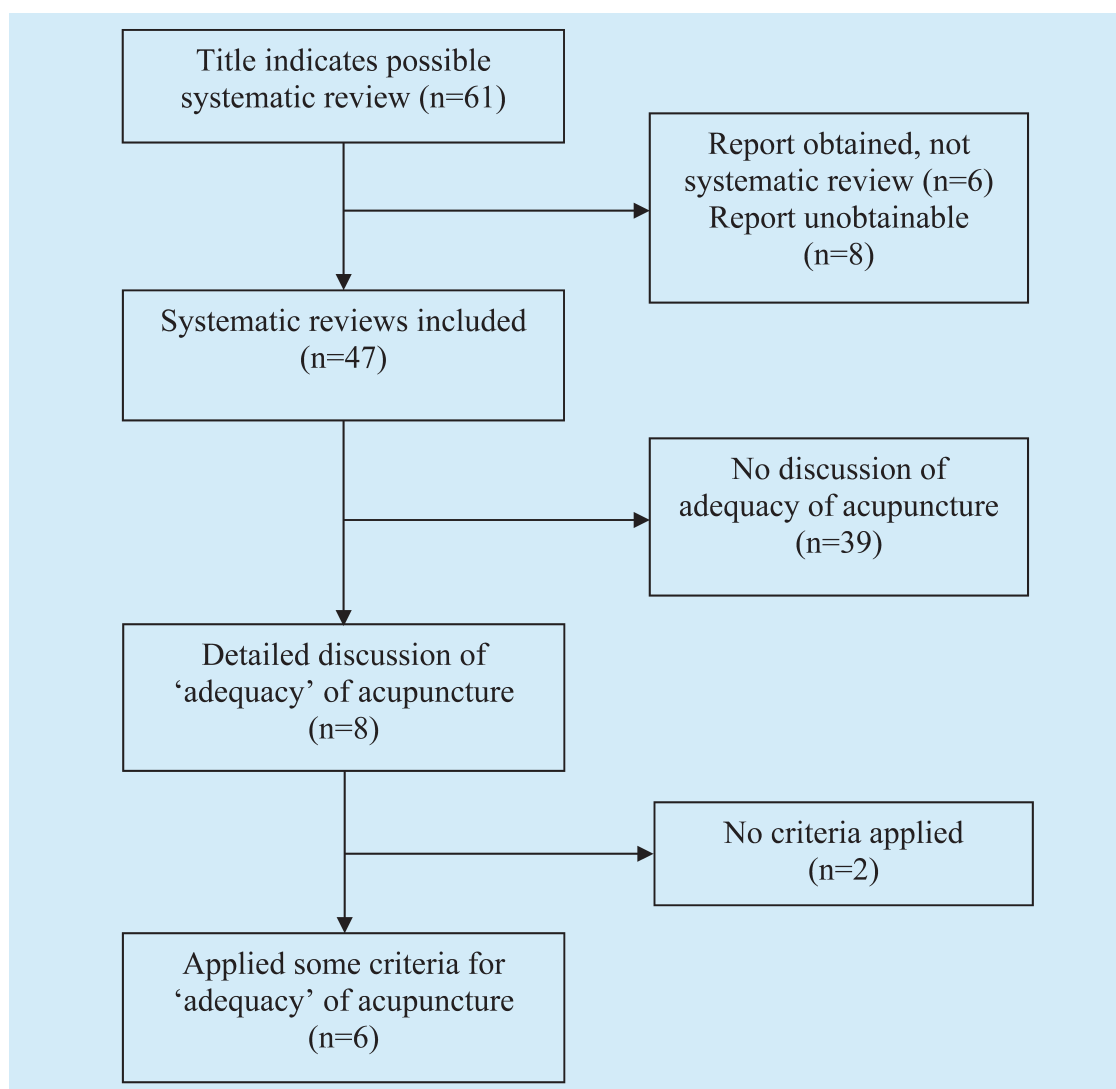 Title indicates possible
systematic review (n=61)
Report obtained, not
systematic review (n=6)
Report unobtainable
(n=8)
Systematic reviews included
(n=47)
No discussion of
adequacy of acupuncture
(n=39)
Detailed discussion of
‘adequacy’ of acupuncture
(n=8)
No criteria applied
(n=2)
Applied some criteria for
‘adequacy’ of acupuncture
(n=6)